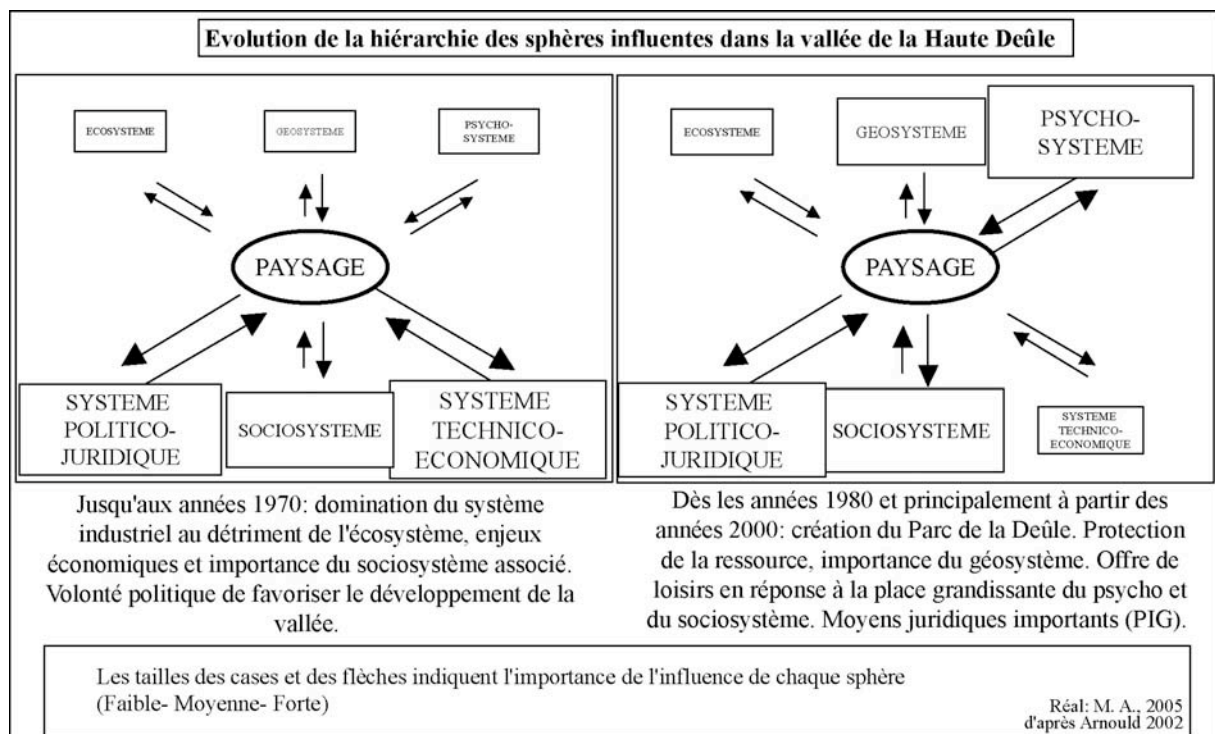 Evolution de la hiérarchie des sphères influentes dans la vallée de la Haute Deûle
ECOSYSTEME
GEOSYSTEME
PSYCHO-
SYSTEME
PAYSAGE
SYSTEME
POLITICO-
JURIDIQUE
SOCIOSYSTEME
SYSTEME
TECHNICO-
ECONOMIQUE
Jusqu'aux années 1970: domination du système
industriel au détriment de l'écosystème, enjeux
économiques et importance du sociosystème associé.
Volonté politique de favoriser le développement de la
vallée.
ECOSYSTEME
GEOSYSTEME
PSYCHO-
SYSTEME
PAYSAGE
SYSTEME
POLITICO-
JURIDIQUE
SOCIOSYSTEME
SYSTEME
TECHNICO-
ECONOMIQUE
Dès les années 1980 et principalement à partir des
années 2000: création du Parc de la Deûle. Protection
de la ressource, importance du géosystème. Offre de
loisirs en réponse à la place grandissante du psycho et
du sociosystème. Moyens juridiques importants (PIG).
Les tailles des cases et des flèches indiquent l'importance de l'influence de chaque sphère
(Faible- Moyenne- Forte)
Réal: M. A., 2005
d'après Arnould 2002